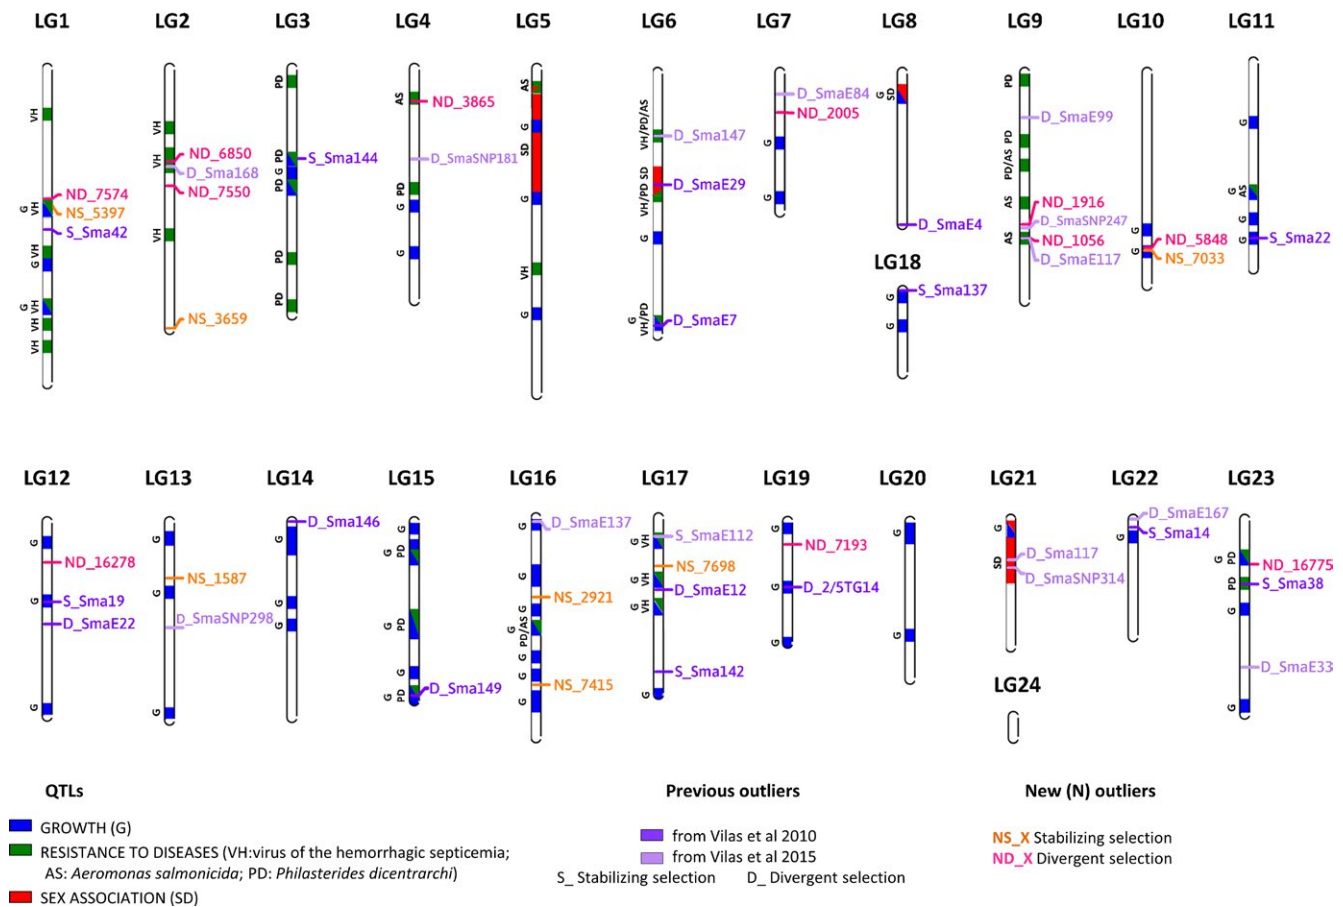 LG1 LG2 LG3 LG4 LG5 LG6 LG7 LG8 LG9 LG10 LG11
VH
ND_7574
G
VH
NS_5397
S_Sma42
VH
G
G
VH
VH
VH
VH
ND_6850
VH
D_Sma168
ND_7550
VH
NS_3659
PD
PD
S_Sma144
G
PD
PD
PD
AS
ND_3865
D_SmaSNP181
PD
G
G
AS
G
SD
G
VH
G
VH/PD/AS
D_Sma147
SD
D_SmaE29
VH/PD
G
G
VH/PD
D_SmaE7
D_SmaE84
ND_2005
G
G
G
SD
D_SmaE4
LG18
S_Sma137
G
G
PD
D_SmaE99
PD
PD/AS
AS
ND_1916
D_SmaSNP247
AS
ND_1056
D_SmaE117
G
ND_5848
G
NS_7033
G
G
AS
G
G
S_Sma22
LG12 LG13 LG14 LG15 LG16 LG17 LG19 LG20 LG21 LG22 LG23
G
ND_16278
G
S_Sma19
D_SmaE22
G
G
NS_1587
G
D_SmaSNP298
G
D_Sma146
G
G
G
G
G
PD
G
PD
G
G
PD
D_Sma149
G
D_SmaE137
G
NS_2921
G
G
PD/AS
G
G
NS_7415
G
S_SmaE112
G
VH
NS_7698
G
VH
D_SmaE12
G
VH
S_Sma142
G
G
ND_7193
G
D_2/5TG14
G
G
G
G
D_Sma117
SD
D_SmaSNP314
LG24
D_SmaE167
S_Sma14
G
G
PD
ND_16775
PD
S_Sma38
G
D_SmaE33
G
QTLs
GROWTH (G)
RESISTANCE TO DISEASES (VH:virus of the hemorrhagic septicemia;
AS: Aeromonas salmonicida; PD: Philasterides dicentrarchi)
SEX ASSOCIATION (SD)
Previous outliers
from Vilas et al 2010
from Vilas et al 2015
S_ Stabilizing selection D_ Divergent selection
New (N) outliers
NS_X Stabilizing selection
ND_X Divergent selection